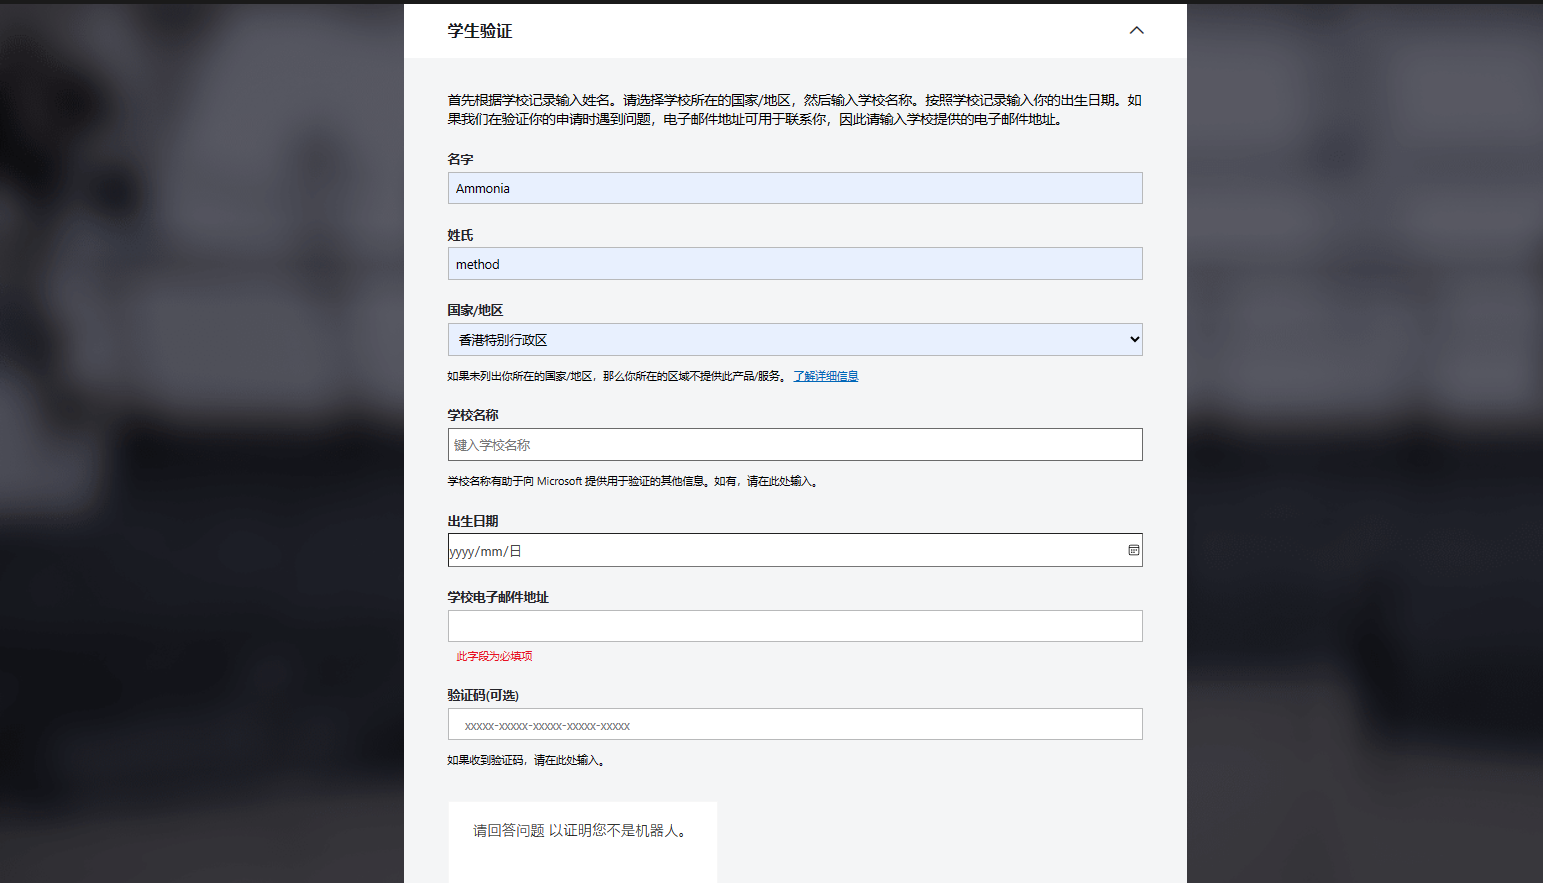 学生验证
首先根据学校记录输入姓名。请选择学校所在的国家/地区，然后输入学校名称。按照学校记录输入你的出生日期。如
果我们在验证你的申请时遇到问题，电子邮件地址可用于联系你，因此请输入学校提供的电子邮件地址。
名字
Ammonia
姓氏
method
国家/地区
香港特别行政区
如果未列出你所在的国家/地区，那么你所在的区域不提供此产品/服务。 了解详细信息
学校名称
键入学校名称
学校名称有助于向 Microsoft 提供用于验证的其他信息。如有，请在此处输入。
出生日期
yyyy/mm/日
学校电子邮件地址
此字段为必填项
验证码(可选)
xxxxx-xxxxx-xxxxx-xxxxx-xxxxx
如果收到验证码，请在此处输入。
请回答问题 以证明您不是机器人。